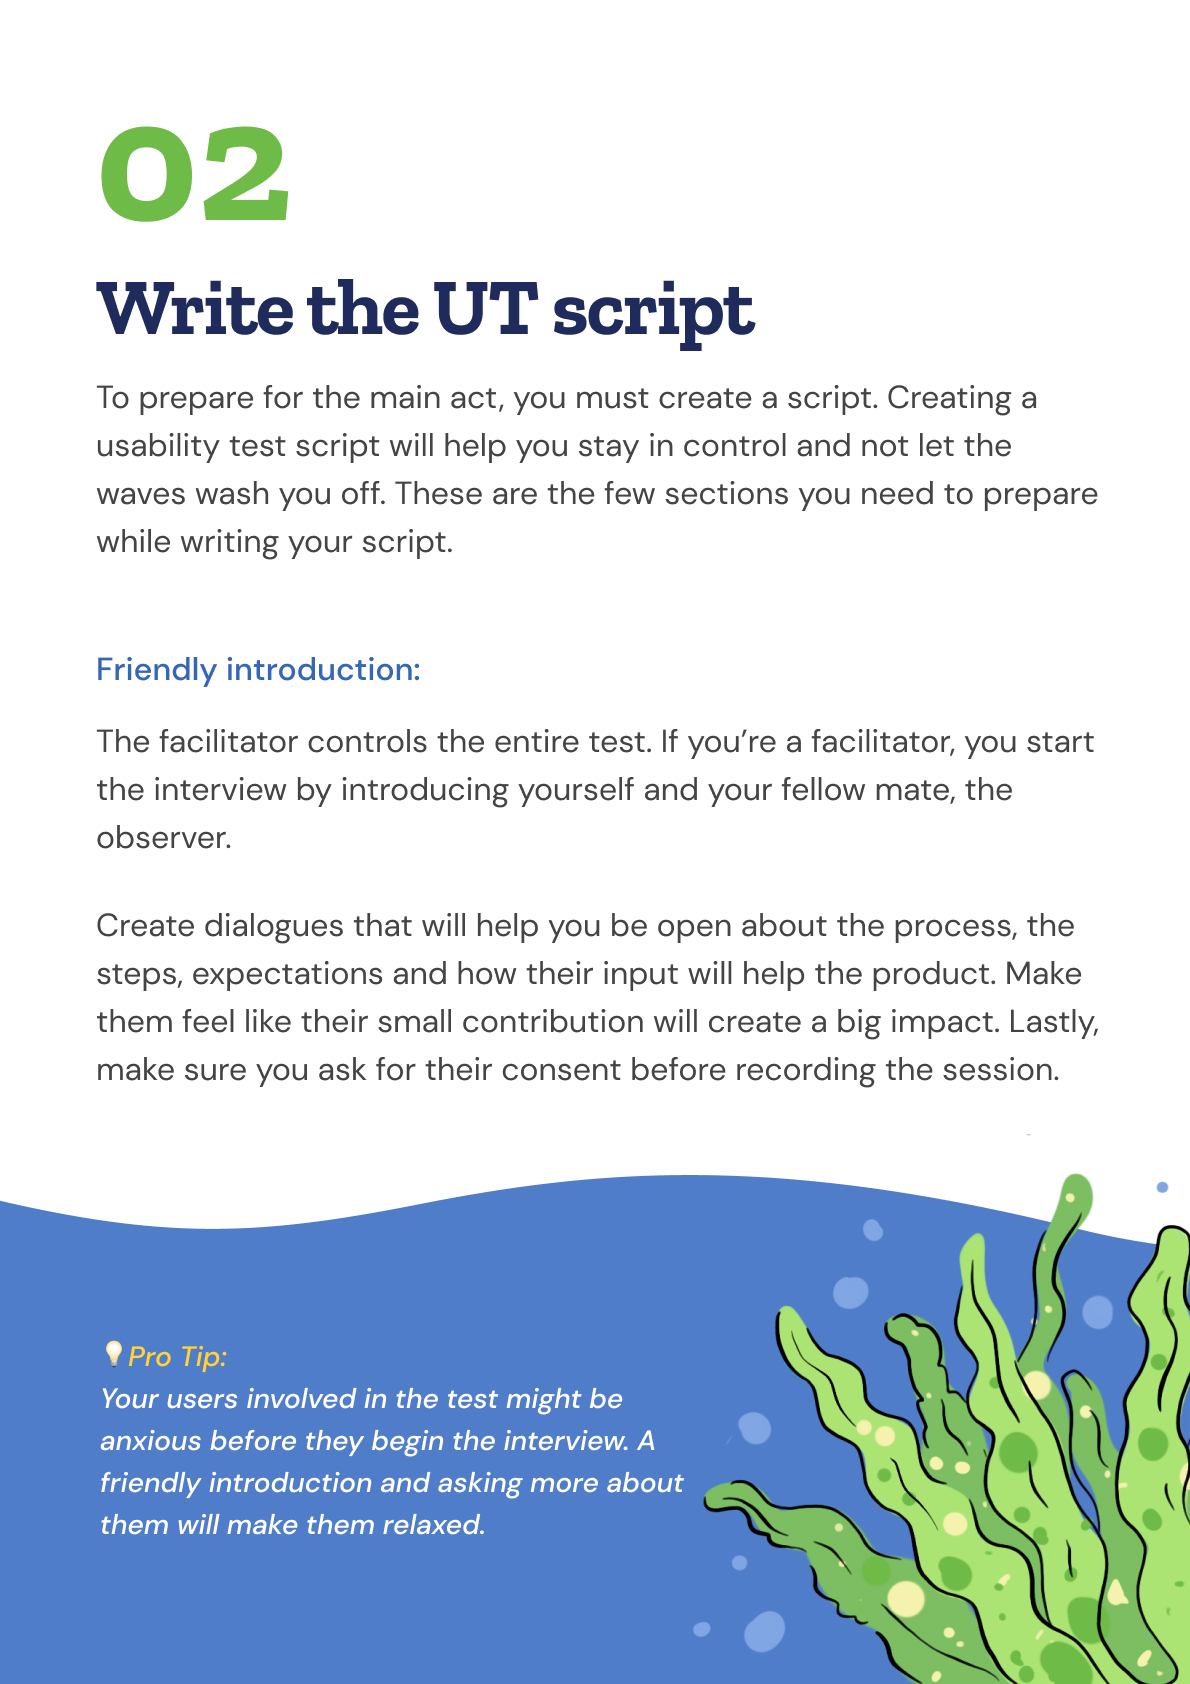 02
Write the UT script
To prepare for the main act, you must create a script. Creating a
usability test script will help you stay in control and not let the
waves wash you off. These are the few sections you need to prepare
while writing your script.
Friendly introduction:
The facilitator controls the entire test. If you’re a facilitator, you start
the interview by introducing yourself and your fellow mate, the
observer.
Create dialogues that will help you be open about the process, the
steps, expectations and how their input will help the product. Make
them feel like their small contribution will create a big impact. Lastly,
make sure you ask for their consent before recording the session.
💡Pro Tip:
Your users involved in the test might be
anxious before they begin the interview. A
friendly introduction and asking more about
them will make them relaxed.